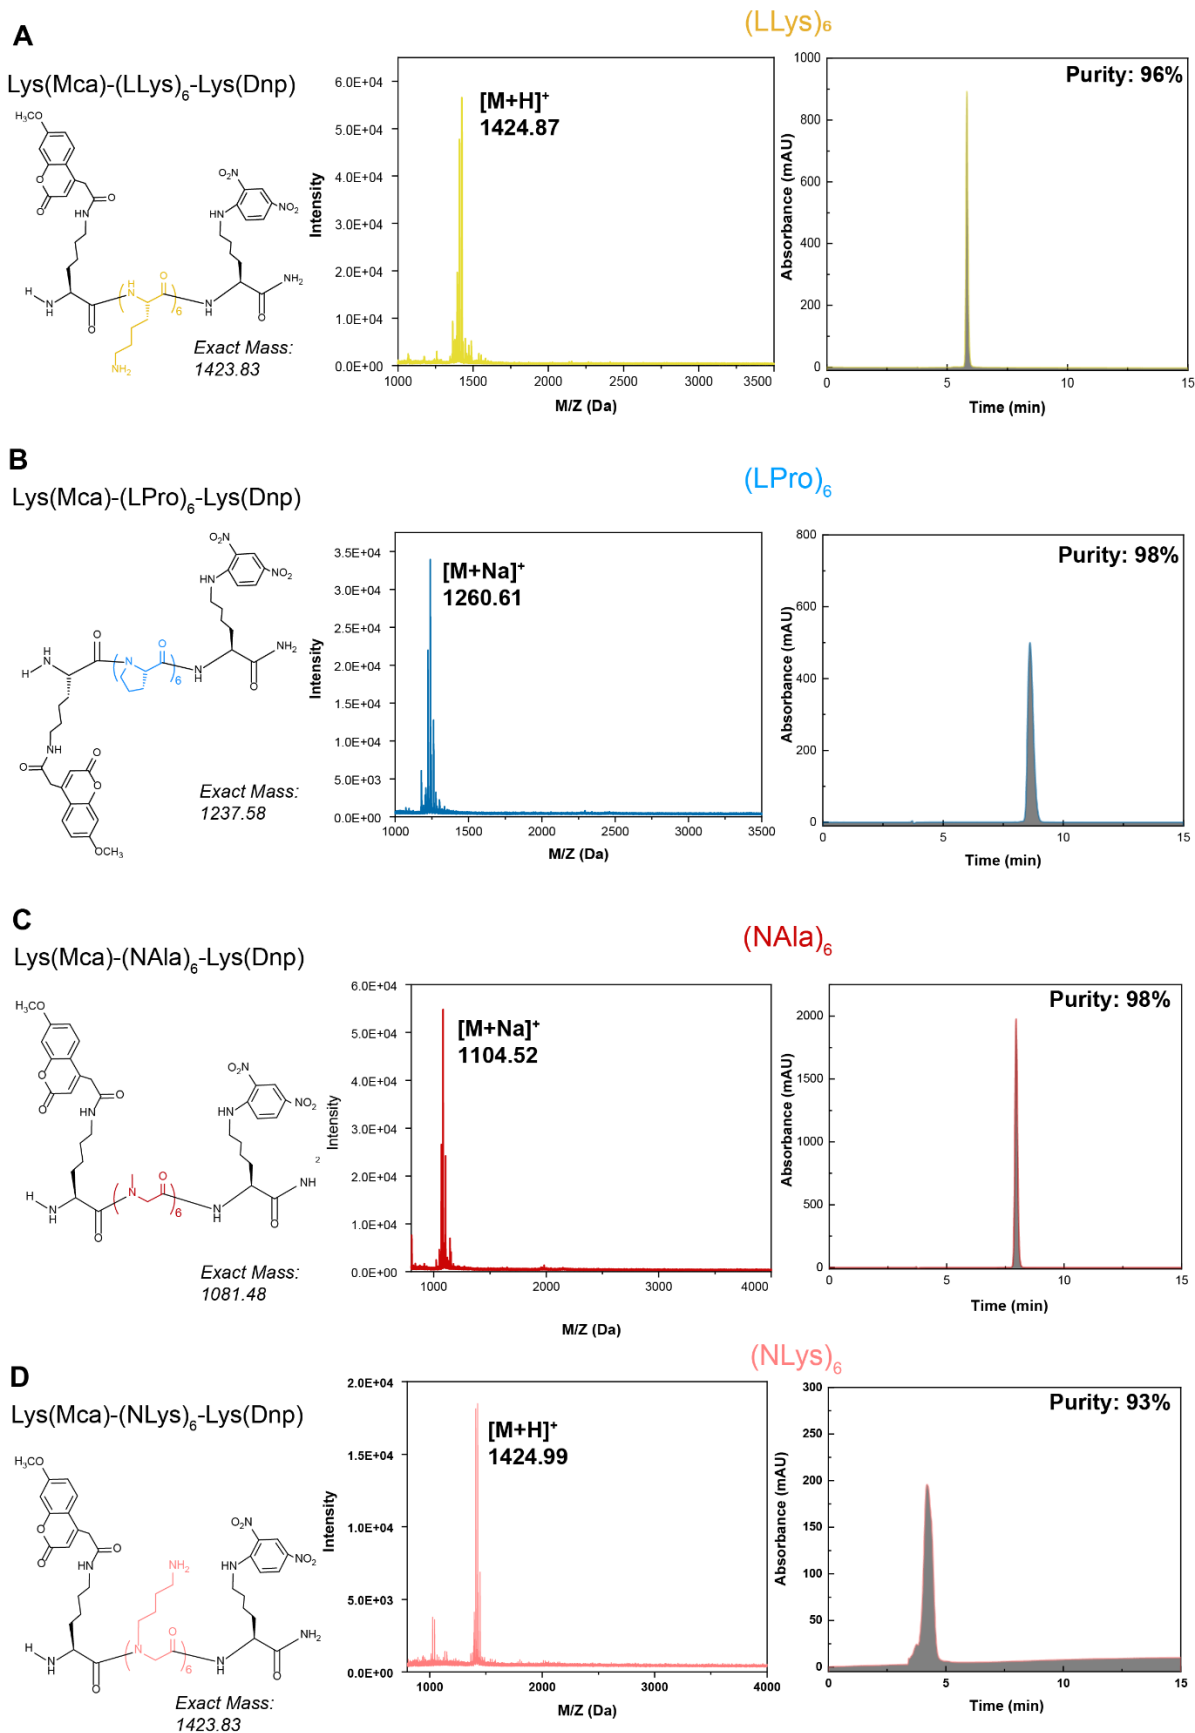 A
(LLys)₆
Lys(Mca)-(LLys)₆-Lys(Dnp)
H₃CO
O
O
O
HN
O₂N
NO₂
HN
H
N
O
NH₂
H
N
H
O
6
N
H
O
NH₂
Exact Mass:
1423.83
[M+H]⁺
1424.87
Intensity
6.0E+04
5.0E+04
4.0E+04
3.0E+04
2.0E+04
1.0E+04
0.0E+00
1000 1500 2000 2500 3000 3500
M/Z (Da)
Purity: 96%
Absorbance (mAU)
1000
800
600
400
200
0
0 5 10 15
Time (min)
B
(LPro)₆
Lys(Mca)-(LPro)₆-Lys(Dnp)
O₂N
NO₂
HN
H
N
H
O
N
O
6
N
H
O
NH₂
NH
O
O
O
OCH₃
Exact Mass:
1237.58
[M+Na]⁺
1260.61
Intensity
3.5E+04
3.0E+04
2.5E+04
2.0E+04
1.5E+04
1.0E+04
5.0E+03
0.0E+00
1000 1500 2000 2500 3000 3500
M/Z (Da)
Purity: 98%
Absorbance (mAU)
800
600
400
200
0
0 5 10 15
Time (min)
C
(NAla)₆
Lys(Mca)-(NAla)₆-Lys(Dnp)
H₃CO
O
O
O
HN
O₂N
NO₂
HN
H
N
H
O
N
O
6
N
H
O
NH
2
Exact Mass:
1081.48
[M+Na]⁺
1104.52
Intensity
6.0E+04
5.0E+04
4.0E+04
3.0E+04
2.0E+04
1.0E+04
0.0E+00
1000 2000 3000 4000
M/Z (Da)
Purity: 98%
Absorbance (mAU)
2000
1500
1000
500
0
0 5 10 15
Time (min)
D
(NLys)₆
Lys(Mca)-(NLys)₆-Lys(Dnp)
H₃CO
O
O
O
HN
NH₂
O₂N
NO₂
HN
H
N
H
O
N
O
6
N
H
O
NH₂
Exact Mass:
1423.83
[M+H]⁺
1424.99
Intensity
2.0E+04
1.5E+04
1.0E+04
5.0E+03
0.0E+00
1000 2000 3000 4000
M/Z (Da)
Purity: 93%
Absorbance (mAU)
300
250
200
150
100
50
0
0 5 10 15
Time (min)